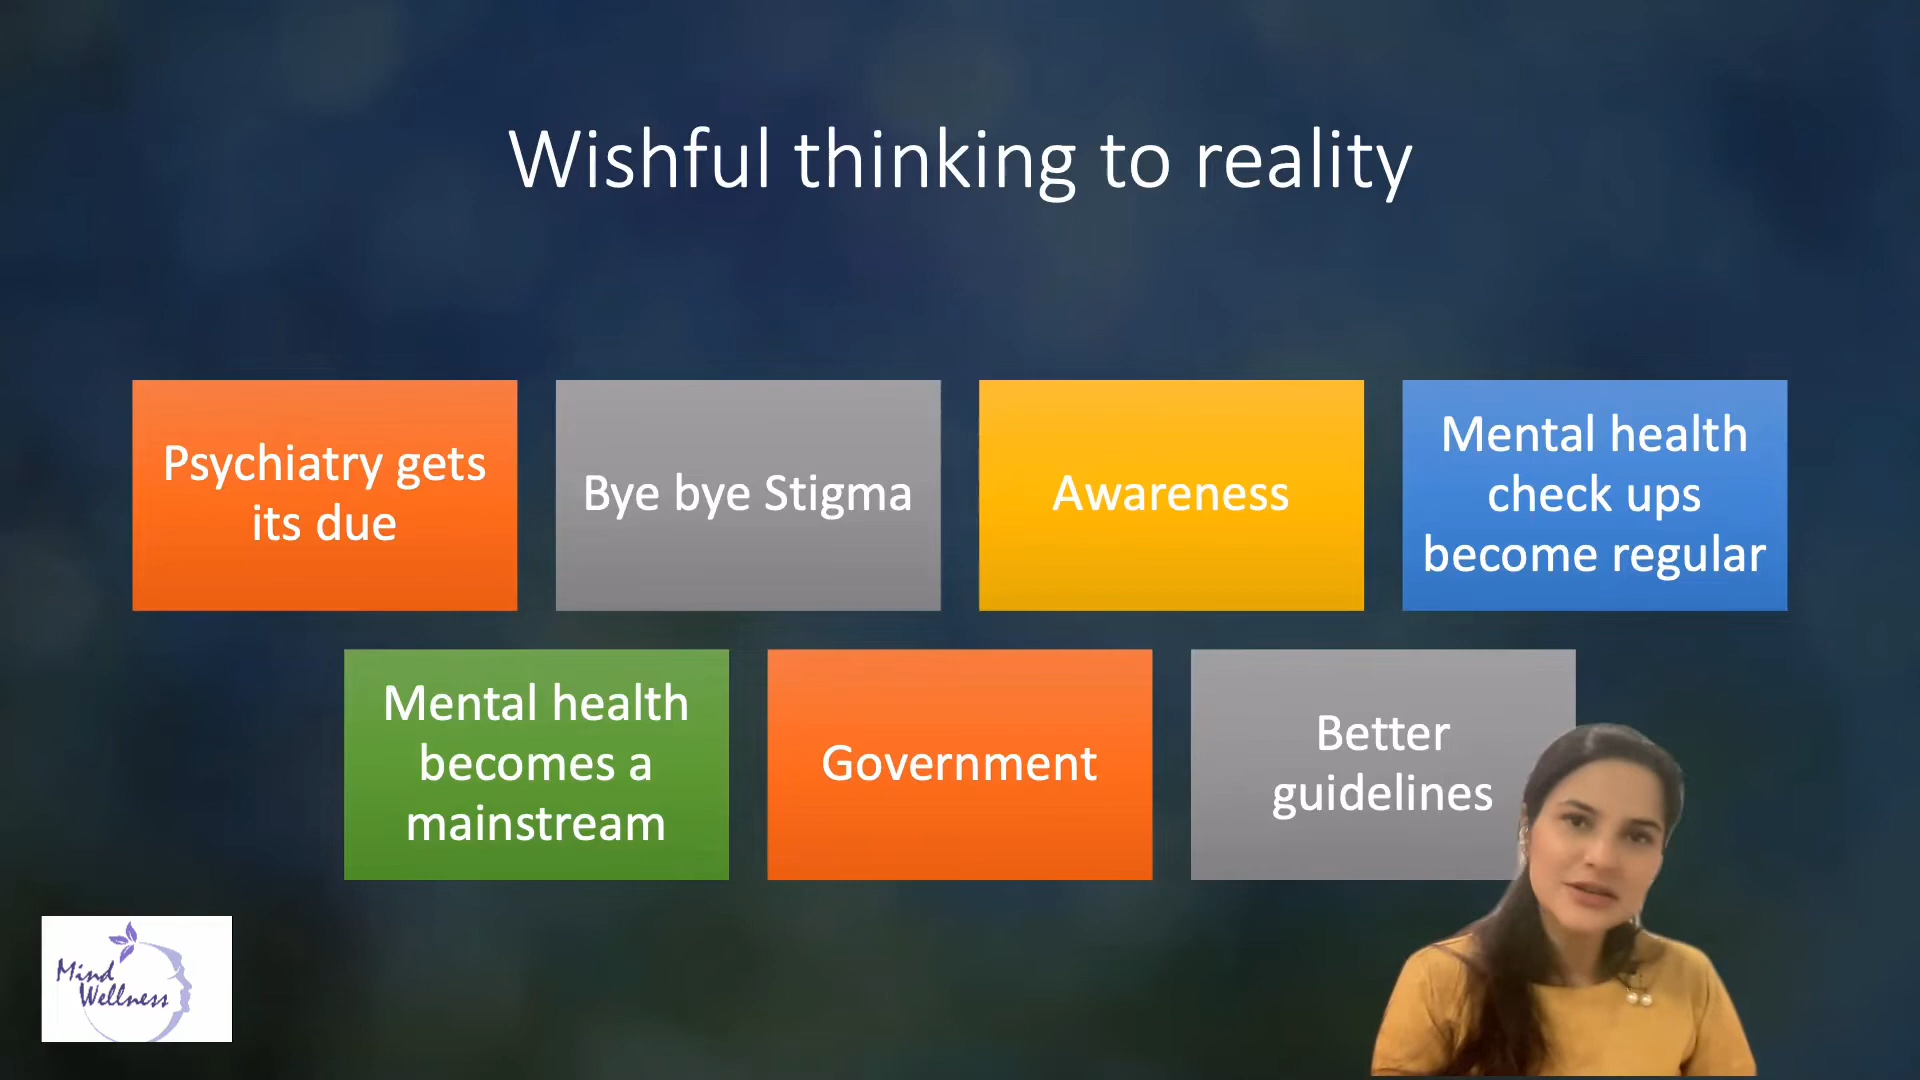 Wishful thinking to reality
Psychiatry gets
its due
Bye bye Stigma
Awareness
Mental health
check ups
become regular
Mental health
becomes a
mainstream
Government
Better
guidelines
Mind
Wellness